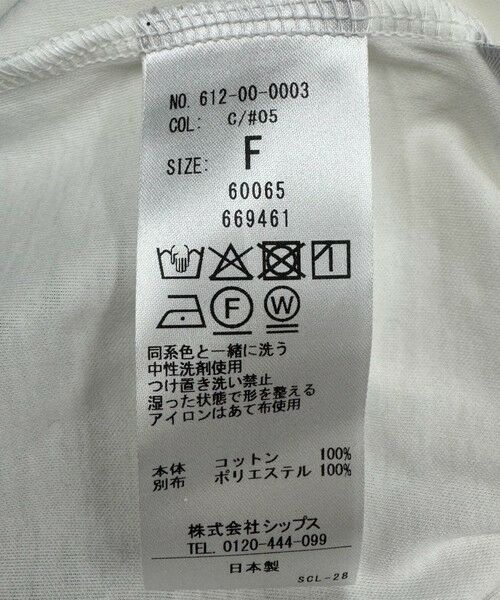 NO. 612-00-0003
COL: C/#05
SIZE: F
60065
669461
F W
同系色と一緒に洗う
中性洗剤使用
つけ置き洗い禁止
湿った状態で形を整える
アイロンはあて布使用
本体 コットン 100%
別布 ポリエステル 100%
株式会社シップス
TEL. 0120-444-099
日本製
SCL-28